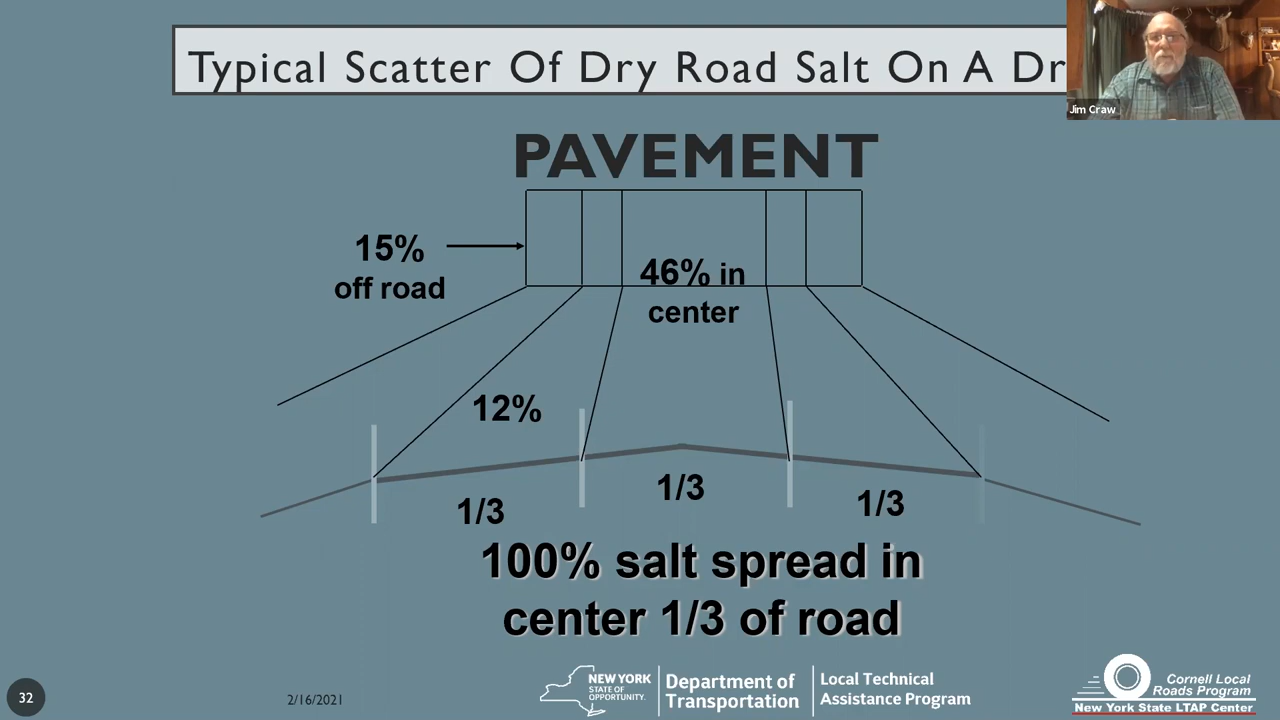 Typical Scatter Of Dry Road Salt On A Dr
Jim Craw
PAVEMENT
15%
off road
46% in
center
12%
1/3
1/3
1/3
100% salt spread in
center 1/3 of road
32
2/16/2021
NEW YORK
STATE OF
OPPORTUNITY.
Department of
Transportation
Local Technical
Assistance Program
Cornell Local
Roads Program
New York State LTAP Center